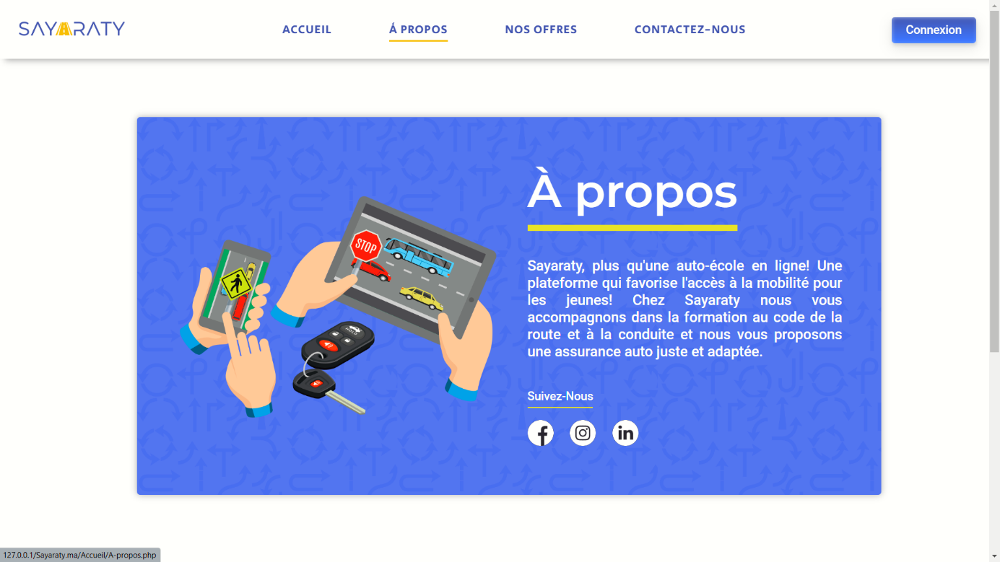 SAYARATY
ACCUEIL
Á PROPOS
NOS OFFRES
CONTACTEZ-NOUS
Connexion
À propos
STOP
HOLD
Sayaraty, plus qu'une auto-école en ligne! Une
plateforme qui favorise l'accès à la mobilité pour
les jeunes! Chez Sayaraty nous vous
accompagnons dans la formation au code de la
route et à la conduite et nous vous proposons
une assurance auto juste et adaptée.
Suivez-Nous
127.0.0.1/Sayaraty.ma/Accueil/A-propos.php